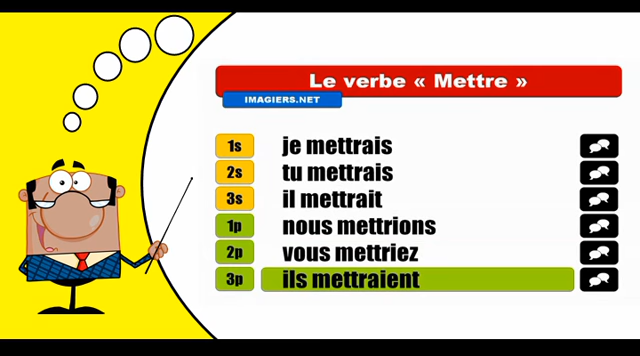 Le verbe « Mettre »
IMAGIERS.NET
1s je mettrais
2s tu mettrais
3s il mettrait
1p nous mettrions
2p vous mettriez
3p ils mettraient